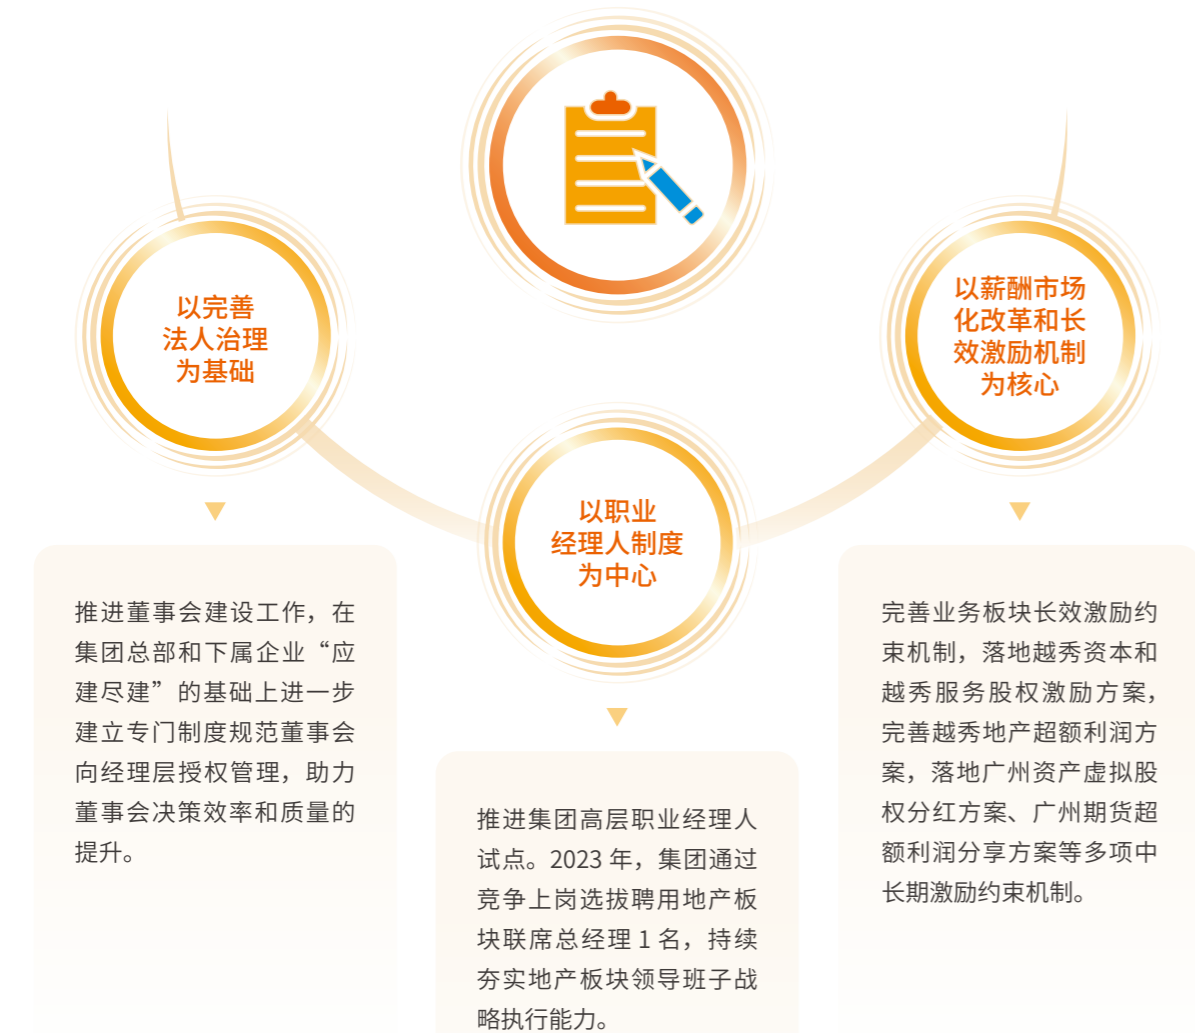 以完善
法人治理
为基础
推进董事会建设工作，在
集团总部和下属企业“应
建尽建”的基础上进一步
建立专门制度规范董事会
向经理层授权管理，助力
董事会决策效率和质量的
提升。
以职业
经理人制度
为中心
推进集团高层职业经理人
试点。2023 年，集团通过
竞争上岗选拔聘用地产板
块联席总经理 1 名，持续
夯实地产板块领导班子战
略执行能力。
以薪酬市场
化改革和长
效激励机制
为核心
完善业务板块长效激励约
束机制，落地越秀资本和
越秀服务股权激励方案，
完善越秀地产超额利润方
案，落地广州资产虚拟股
权分红方案、广州期货超
额利润分享方案等多项中
长期激励约束机制。